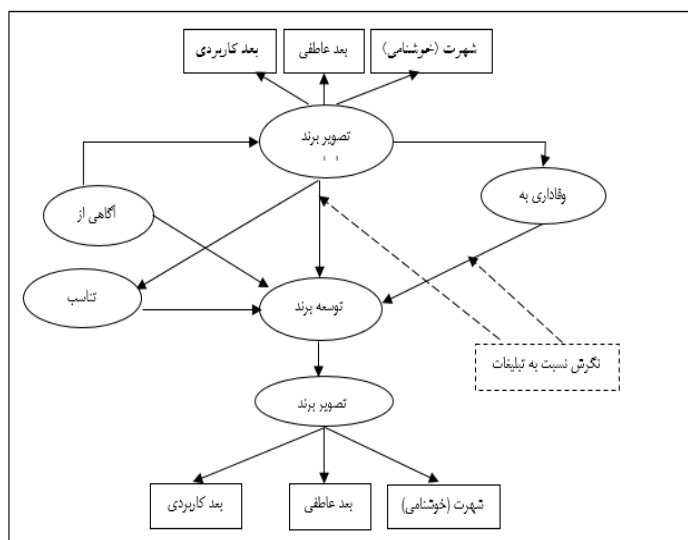 شهرت (خوشنامی)
بعد عاطفی
بعد کاربردی
تصویر برند
وفاداری به
آگاهی از
تناسب
توسعه برند
نگرش نسبت به تبلیغات
تصویر برند
شهرت (خوشنامی)
بعد عاطفی
بعد کاربردی